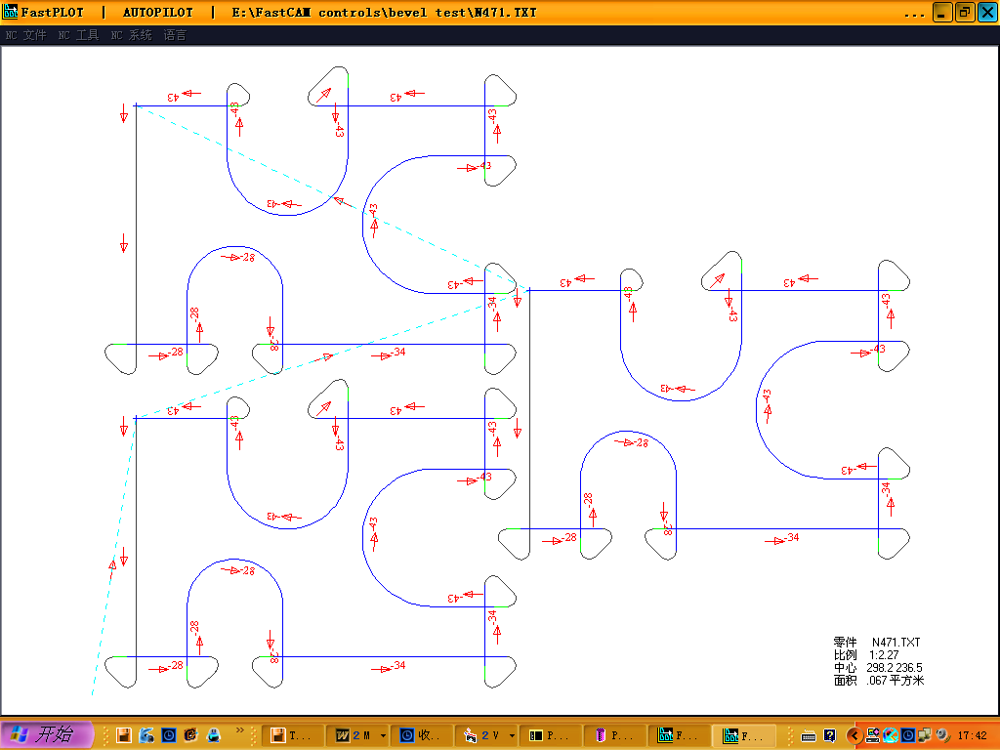 FastPLOT | AUTOPILOT | E:\FastCAM controls\bevel test\N471.TXT ...
NC 文件 NC 工具 NC 系统 语言
43 -43 -43 43 -43
-43
-43 43
-28 43 -34
-28 -28
-28 -34
43 -43 -43 43 -43
-43
-43 43
-28 43 -34
-28 -28
-28 -34
43 -43 -43 43 -43
-43
-43 43
-28 43 -34
-28 -28
-28 -34
零件 N471.TXT
比例 1:2.27
中心 298.2 236.5
面积 .067 平方米
开始 » T... 2 M 收.. 2 V P... P... F... F... 17:42